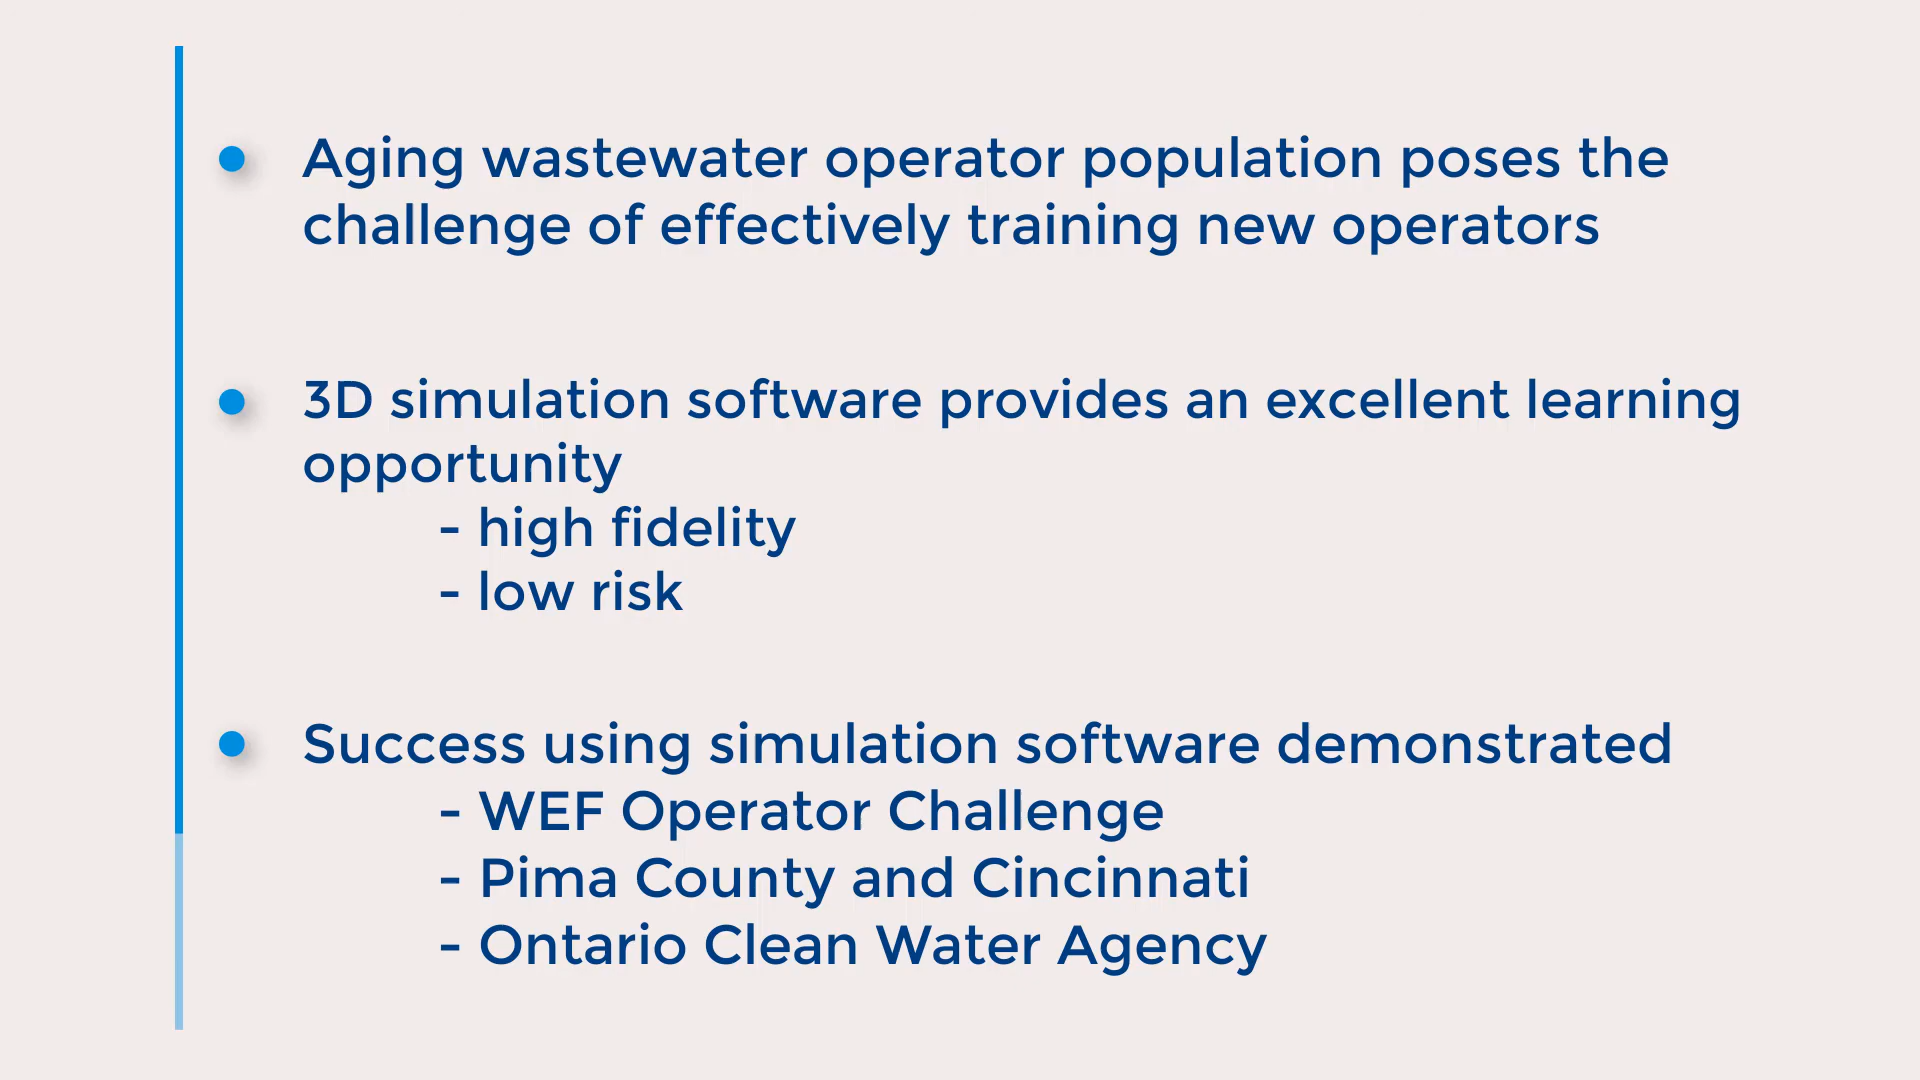 Aging wastewater operator population poses the
challenge of effectively training new operators
3D simulation software provides an excellent learning
opportunity
- high fidelity
- low risk
Success using simulation software demonstrated
- WEF Operator Challenge
- Pima County and Cincinnati
- Ontario Clean Water Agency